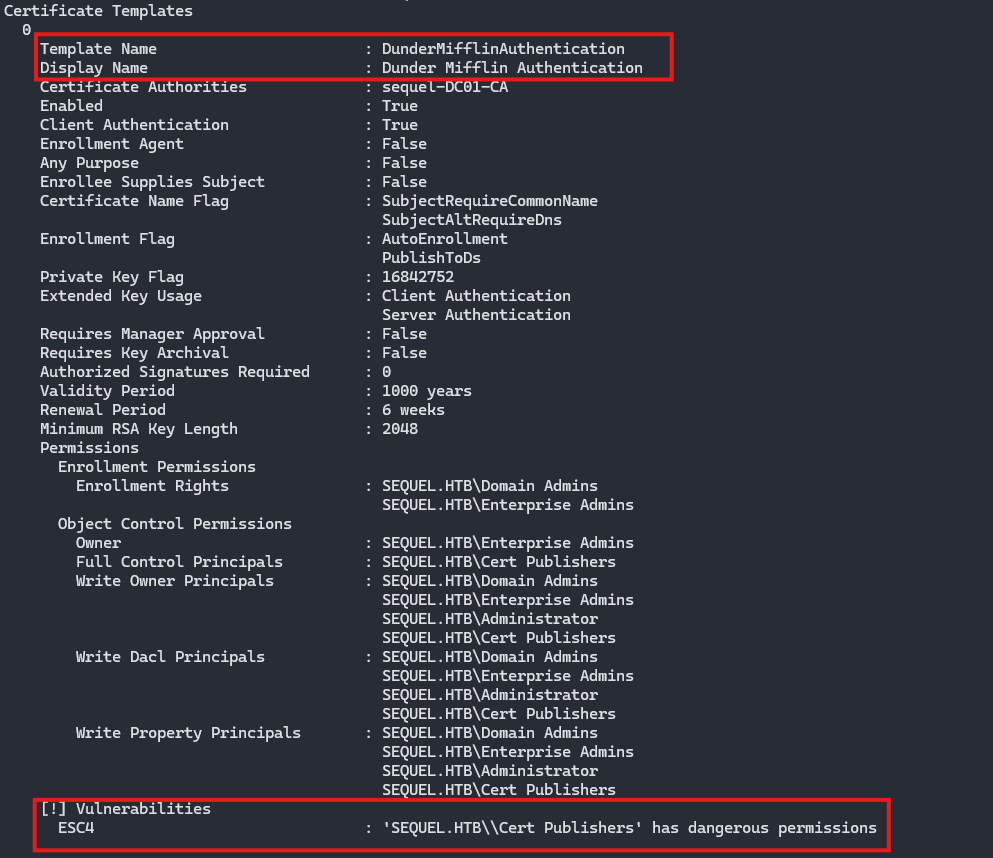 Certificate Templates
0
Template Name : DunderMifflinAuthentication
Display Name : Dunder Mifflin Authentication
Certificate Authorities : sequel-DC01-CA
Enabled : True
Client Authentication : True
Enrollment Agent : False
Any Purpose : False
Enrollee Supplies Subject : False
Certificate Name Flag : SubjectRequireCommonName
SubjectAltRequireDns
Enrollment Flag : AutoEnrollment
PublishToDs
Private Key Flag : 16842752
Extended Key Usage : Client Authentication
Server Authentication
Requires Manager Approval : False
Requires Key Archival : False
Authorized Signatures Required : 0
Validity Period : 1000 years
Renewal Period : 6 weeks
Minimum RSA Key Length : 2048
Permissions
Enrollment Permissions
Enrollment Rights : SEQUEL.HTB\Domain Admins
SEQUEL.HTB\Enterprise Admins
Object Control Permissions
Owner : SEQUEL.HTB\Enterprise Admins
Full Control Principals : SEQUEL.HTB\Cert Publishers
Write Owner Principals : SEQUEL.HTB\Domain Admins
SEQUEL.HTB\Enterprise Admins
SEQUEL.HTB\Administrator
SEQUEL.HTB\Cert Publishers
Write Dacl Principals : SEQUEL.HTB\Domain Admins
SEQUEL.HTB\Enterprise Admins
SEQUEL.HTB\Administrator
SEQUEL.HTB\Cert Publishers
Write Property Principals : SEQUEL.HTB\Domain Admins
SEQUEL.HTB\Enterprise Admins
SEQUEL.HTB\Administrator
SEQUEL.HTB\Cert Publishers
[!] Vulnerabilities
ESC4 : 'SEQUEL.HTB\\Cert Publishers' has dangerous permissions